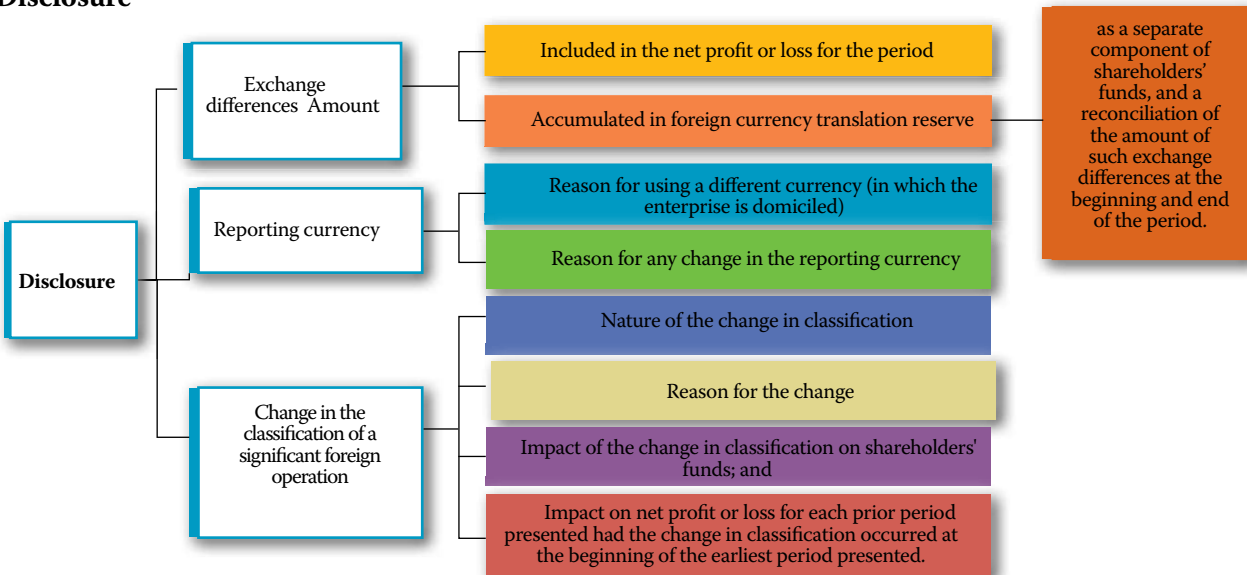 Disclosure
Exchange
differences Amount
Included in the net profit or loss for the period
Accumulated in foreign currency translation reserve
as a separate
component of
shareholders'
funds, and a
reconciliation of
the amount of
such exchange
differences at the
beginning and end
of the period.
Reporting currency
Reason for using a different currency (in which the
enterprise is domiciled)
Reason for any change in the reporting currency
Disclosure
Change in the
classification of a
significant foreign
operation
Nature of the change in classification
Reason for the change
Impact of the change in classification on shareholders'
funds; and
Impact on net profit or loss for each prior period
presented had the change in classification occurred at
the beginning of the earliest period presented.